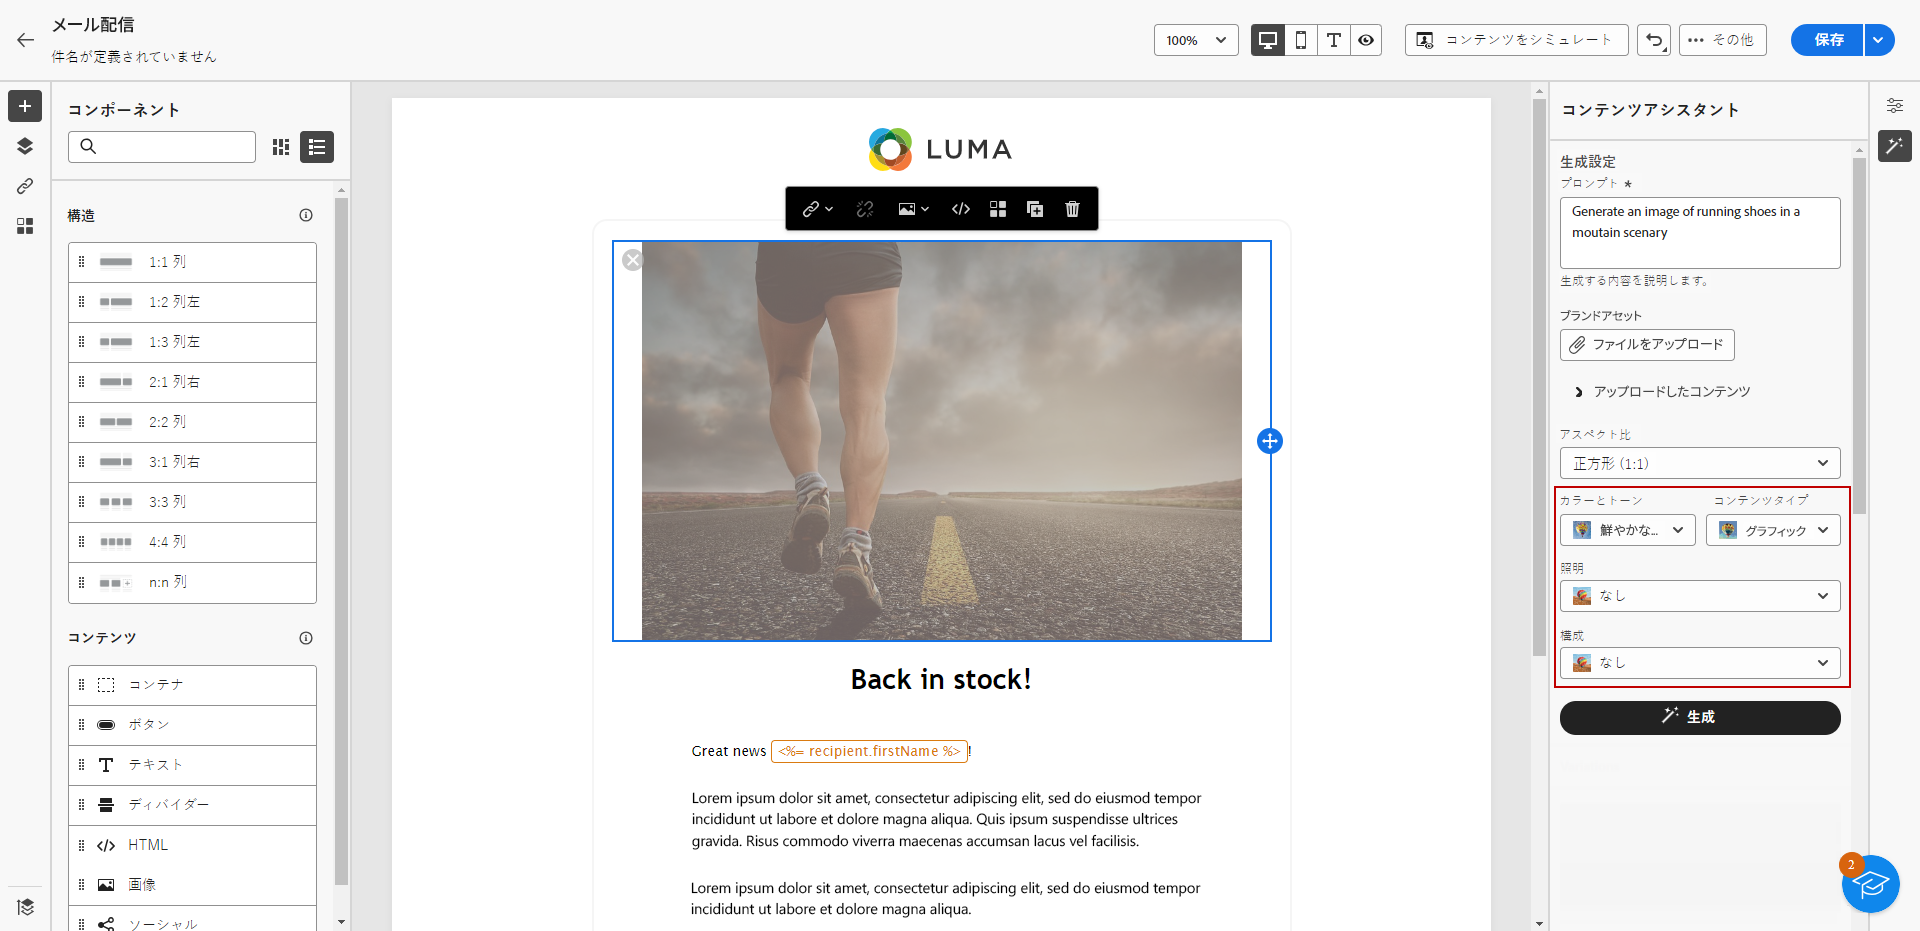 メール配信
件名が定義されていません
100%
コンテンツをシミュレート
その他
保存
コンポーネント
構造
1:1 列
1:2 列左
1:3 列左
2:1 列右
2:2 列
3:1 列右
3:3 列
4:4 列
n:n 列
コンテンツ
コンテナ
ボタン
テキスト
ディバイダー
HTML
画像
ソーシャル
LUMA
Back in stock!
Great news <%= recipient.firstName %>!
Lorem ipsum dolor sit amet, consectetur adipiscing elit, sed do eiusmod tempor
incididunt ut labore et dolore magna aliqua. Quis ipsum suspendisse ultrices
gravida. Risus commodo viverra maecenas accumsan lacus vel facilisis.
Lorem ipsum dolor sit amet, consectetur adipiscing elit, sed do eiusmod tempor
incididunt ut labore et dolore magna aliqua.
コンテンツアシスタント
生成設定
プロンプト *
Generate an image of running shoes in a
moutain scenary
生成する内容を説明します。
ブランドアセット
ファイルをアップロード
アップロードしたコンテンツ
アスペクト比
正方形 (1:1)
カラーとトーン
コンテンツタイプ
鮮やかな...
グラフィック
照明
なし
構成
なし
生成
2